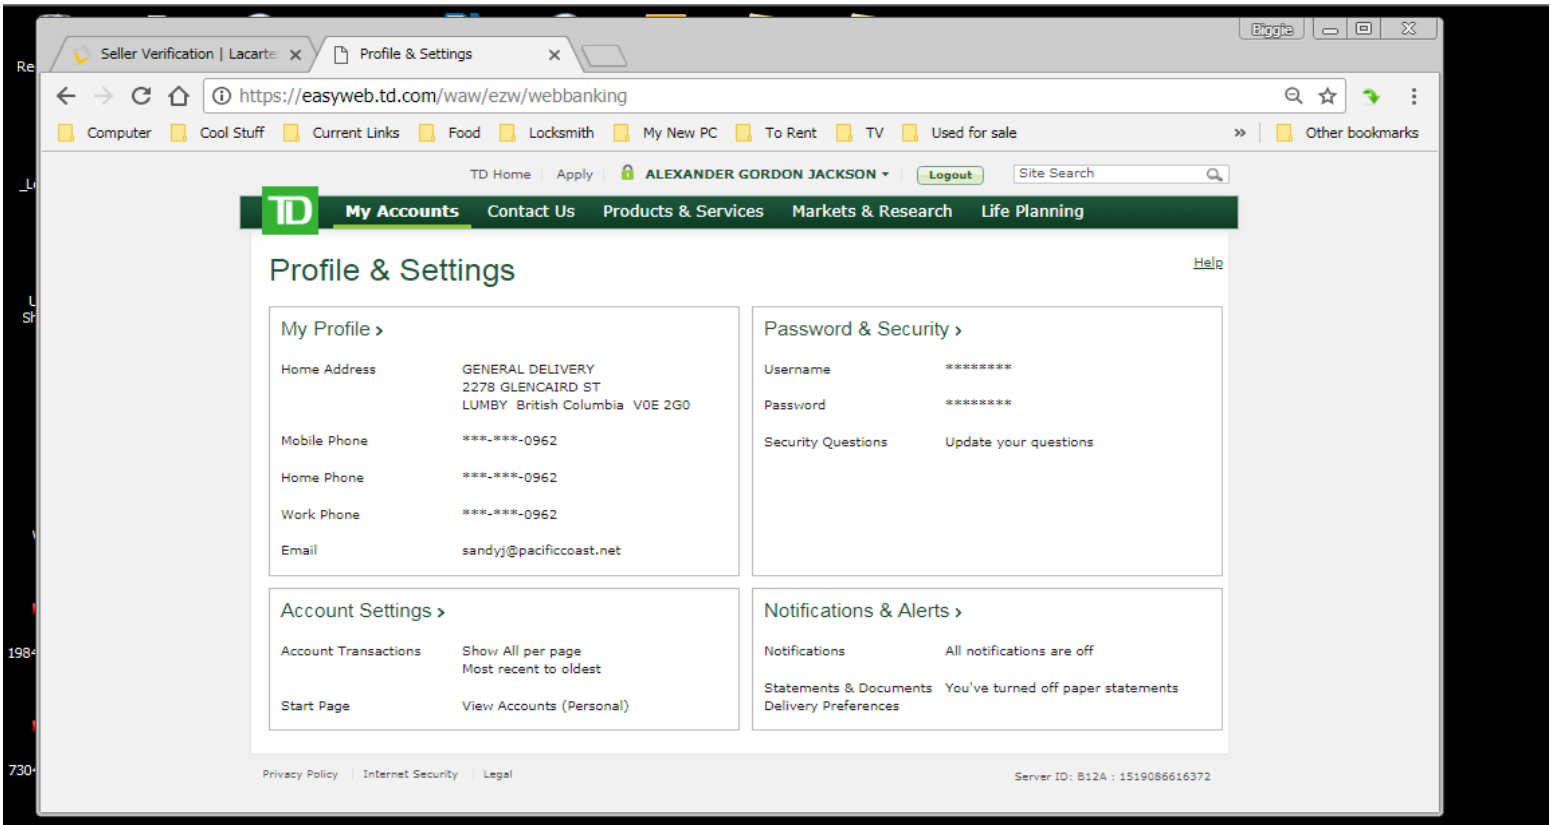 Biggie
Seller Verification | Lacarte
Profile & Settings
https://easyweb.td.com/waw/ezw/webbanking
Computer Cool Stuff Current Links Food Locksmith My New PC To Rent TV Used for sale » Other bookmarks
TD Home Apply ALEXANDER GORDON JACKSON Logout Site Search
TD My Accounts Contact Us Products & Services Markets & Research Life Planning
Profile & Settings
Help
My Profile >
Home Address GENERAL DELIVERY
2278 GLENCAIRD ST
LUMBY British Columbia V0E 2G0
Mobile Phone ***-***-0962
Home Phone ***-***-0962
Work Phone ***-***-0962
Email sandyj@pacificcoast.net
Password & Security >
Username ********
Password ********
Security Questions Update your questions
Account Settings >
Account Transactions Show All per page
Most recent to oldest
Start Page View Accounts (Personal)
Notifications & Alerts >
Notifications All notifications are off
Statements & Documents You've turned off paper statements
Delivery Preferences
Privacy Policy Internet Security Legal
Server ID: B12A : 1519086616372
Re
1984
7304